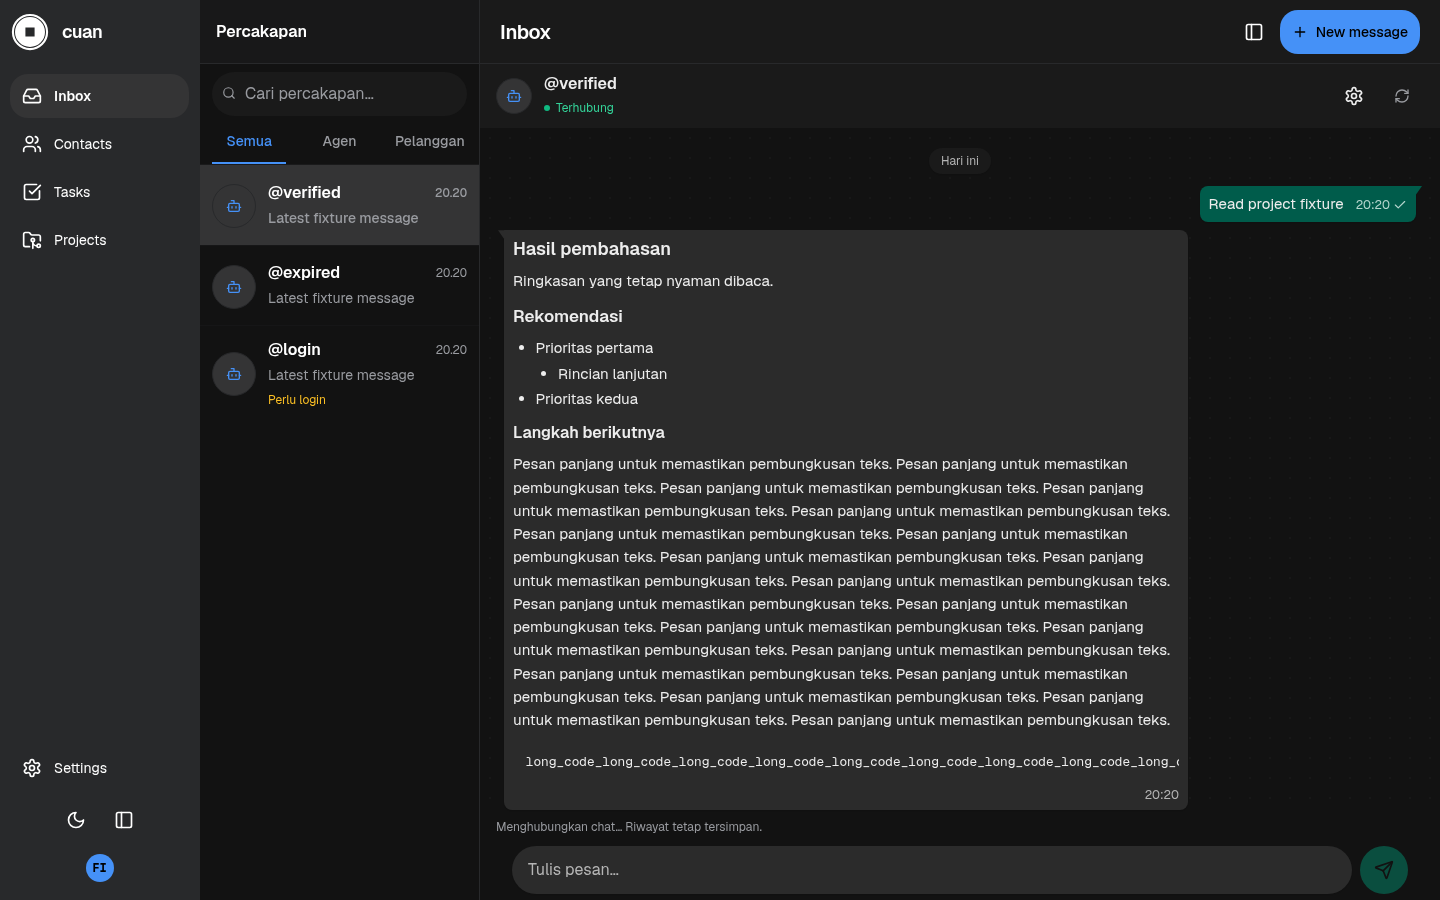 cuan
Inbox
Contacts
Tasks
Projects
Settings
FI
Percakapan
Cari percakapan...
Semua
Agen
Pelanggan
@verified
20.20
Latest fixture message
@expired
20.20
Latest fixture message
@login
20.20
Latest fixture message
Perlu login
Inbox
New message
@verified
Terhubung
Hari ini
Read project fixture 20:20
Hasil pembahasan
Ringkasan yang tetap nyaman dibaca.
Rekomendasi
Prioritas pertama
Rincian lanjutan
Prioritas kedua
Langkah berikutnya
Pesan panjang untuk memastikan pembungkusan teks. Pesan panjang untuk memastikan
pembungkusan teks. Pesan panjang untuk memastikan pembungkusan teks. Pesan panjang
untuk memastikan pembungkusan teks. Pesan panjang untuk memastikan pembungkusan teks.
Pesan panjang untuk memastikan pembungkusan teks. Pesan panjang untuk memastikan
pembungkusan teks. Pesan panjang untuk memastikan pembungkusan teks. Pesan panjang
untuk memastikan pembungkusan teks. Pesan panjang untuk memastikan pembungkusan teks.
Pesan panjang untuk memastikan pembungkusan teks. Pesan panjang untuk memastikan
pembungkusan teks. Pesan panjang untuk memastikan pembungkusan teks. Pesan panjang
untuk memastikan pembungkusan teks. Pesan panjang untuk memastikan pembungkusan teks.
Pesan panjang untuk memastikan pembungkusan teks. Pesan panjang untuk memastikan
pembungkusan teks. Pesan panjang untuk memastikan pembungkusan teks. Pesan panjang
untuk memastikan pembungkusan teks. Pesan panjang untuk memastikan pembungkusan teks.
long_code_long_code_long_code_long_code_long_code_long_code_long_code_long_code_long_c
20:20
Menghubungkan chat... Riwayat tetap tersimpan.
Tulis pesan...